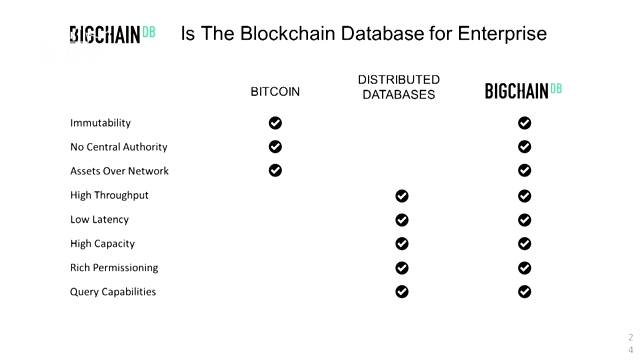 BIGCHAIN DB Is The Blockchain Database for Enterprise
BITCOIN
DISTRIBUTED
DATABASES
BIGCHAIN DB
Immutability
No Central Authority
Assets Over Network
High Throughput
Low Latency
High Capacity
Rich Permissioning
Query Capabilities
2
4